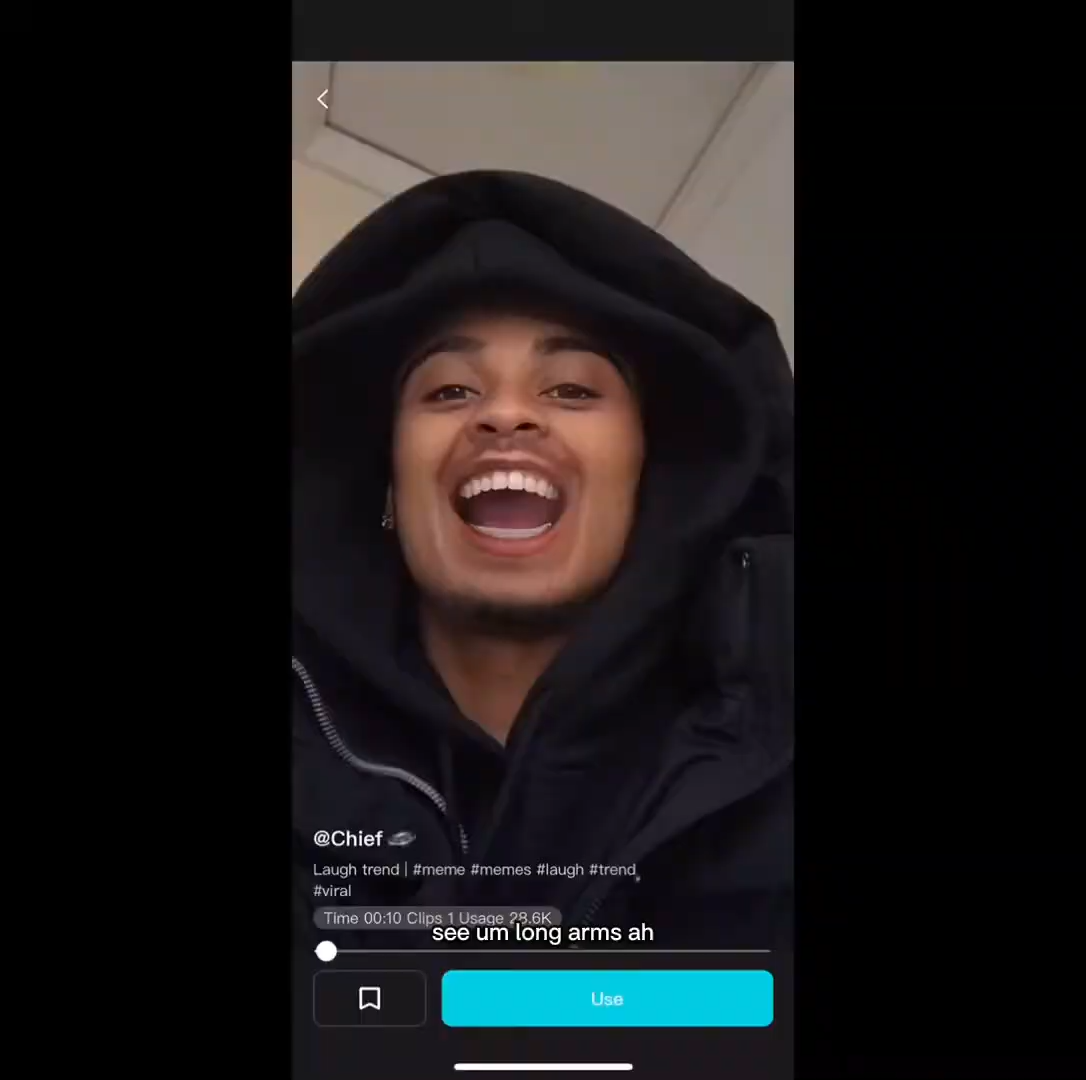 @Chief
Laugh trend | #meme #memes #laugh #trend
#viral
Time 00:10 Clips 1 Usage 28.6K
see um long arms ah
Use